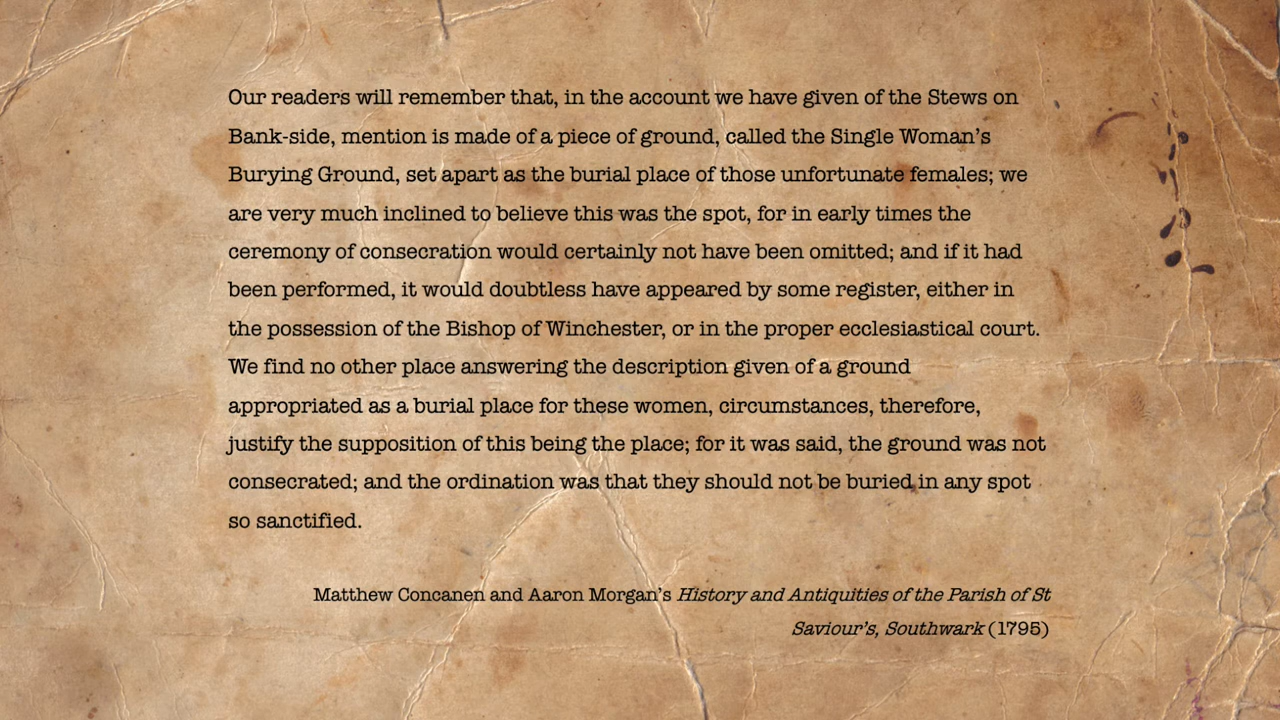 Our readers will remember that, in the account we have given of the Stews on
Bank-side, mention is made of a piece of ground, called the Single Woman’s
Burying Ground, set apart as the burial place of those unfortunate females; we
are very much inclined to believe this was the spot, for in early times the
ceremony of consecration would certainly not have been omitted; and if it had
been performed, it would doubtless have appeared by some register, either in
the possession of the Bishop of Winchester, or in the proper ecclesiastical court.
We find no other place answering the description given of a ground
appropriated as a burial place for these women, circumstances, therefore,
justify the supposition of this being the place; for it was said, the ground was not
consecrated; and the ordination was that they should not be buried in any spot
so sanctified.
Matthew Concanen and Aaron Morgan’s History and Antiquities of the Parish of St
Saviour’s, Southwark (1795)